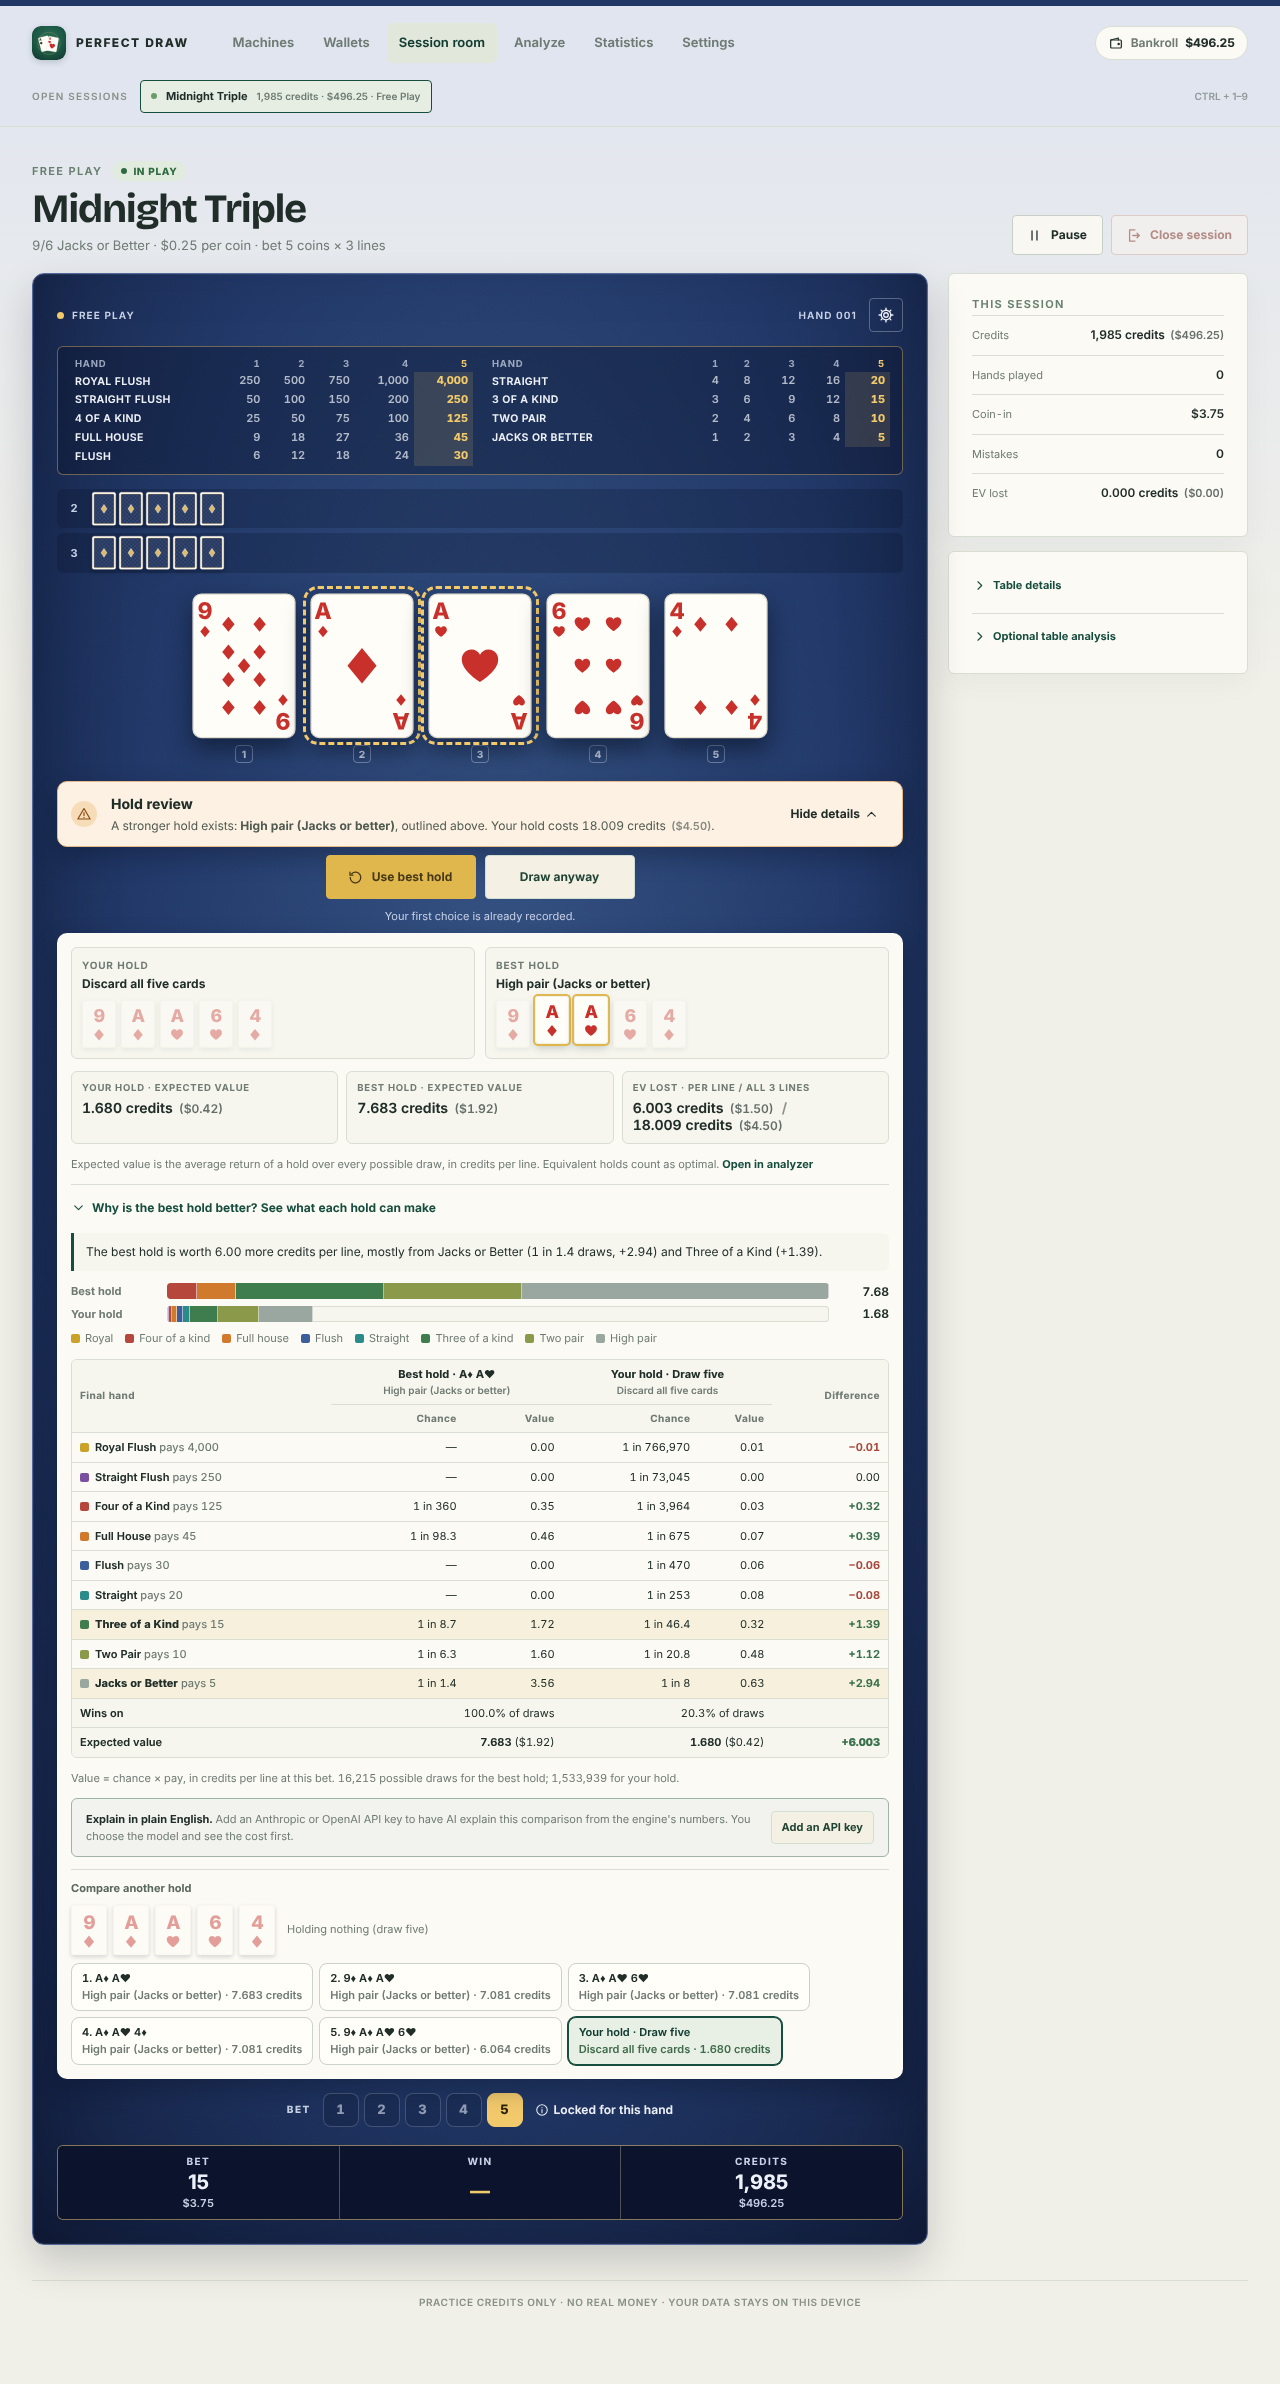 PERFECT DRAW
Machines
Wallets
Session room
Analyze
Statistics
Settings
Bankroll $496.25
OPEN SESSIONS
Midnight Triple 1,985 credits · $496.25 · Free Play
CTRL + 1–9
FREE PLAY
IN PLAY
Midnight Triple
9/6 Jacks or Better · $0.25 per coin · bet 5 coins × 3 lines
Pause
Close session
FREE PLAY
HAND 001
HAND 1 2 3 4 5
ROYAL FLUSH 250 500 750 1,000 4,000
STRAIGHT FLUSH 50 100 150 200 250
4 OF A KIND 25 50 75 100 125
FULL HOUSE 9 18 27 36 45
FLUSH 6 12 18 24 30
HAND 1 2 3 4 5
STRAIGHT 4 8 12 16 20
3 OF A KIND 3 6 9 12 15
TWO PAIR 2 4 6 8 10
JACKS OR BETTER 1 2 3 4 5
2
3
9♦ 9♦
A♦ A♦
A♥ A♥
6♥ 6♥
4♦ 4♦
1 2 3 4 5
Hold review
A stronger hold exists: High pair (Jacks or better), outlined above. Your hold costs 18.009 credits ($4.50).
Hide details
Use best hold
Draw anyway
Your first choice is already recorded.
YOUR HOLD
Discard all five cards
9♦ A♦ A♥ 6♥ 4♦
BEST HOLD
High pair (Jacks or better)
9♦ A♦ A♥ 6♥ 4♦
YOUR HOLD · EXPECTED VALUE
1.680 credits ($0.42)
BEST HOLD · EXPECTED VALUE
7.683 credits ($1.92)
EV LOST · PER LINE / ALL 3 LINES
6.003 credits ($1.50) /
18.009 credits ($4.50)
Expected value is the average return of a hold over every possible draw, in credits per line. Equivalent holds count as optimal. Open in analyzer
Why is the best hold better? See what each hold can make
The best hold is worth 6.00 more credits per line, mostly from Jacks or Better (1 in 1.4 draws, +2.94) and Three of a Kind (+1.39).
Best hold 7.68
Your hold 1.68
Royal Four of a kind Full house Flush Straight Three of a kind Two pair High pair
Final hand
Best hold · A♦ A♥
High pair (Jacks or better)
Your hold · Draw five
Discard all five cards
Difference
Chance Value Chance Value
Royal Flush pays 4,000 — 0.00 1 in 766,970 0.01 −0.01
Straight Flush pays 250 — 0.00 1 in 73,045 0.00 0.00
Four of a Kind pays 125 1 in 360 0.35 1 in 3,964 0.03 +0.32
Full House pays 45 1 in 98.3 0.46 1 in 675 0.07 +0.39
Flush pays 30 — 0.00 1 in 470 0.06 −0.06
Straight pays 20 — 0.00 1 in 253 0.08 −0.08
Three of a Kind pays 15 1 in 8.7 1.72 1 in 46.4 0.32 +1.39
Two Pair pays 10 1 in 6.3 1.60 1 in 20.8 0.48 +1.12
Jacks or Better pays 5 1 in 1.4 3.56 1 in 8 0.63 +2.94
Wins on 100.0% of draws 20.3% of draws
Expected value 7.683 ($1.92) 1.680 ($0.42) +6.003
Value = chance × pay, in credits per line at this bet. 16,215 possible draws for the best hold; 1,533,939 for your hold.
Explain in plain English. Add an Anthropic or OpenAI API key to have AI explain this comparison from the engine's numbers. You
choose the model and see the cost first.
Add an API key
Compare another hold
9♦ A♦ A♥ 6♥ 4♦
Holding nothing (draw five)
1. A♦ A♥
High pair (Jacks or better) · 7.683 credits
2. 9♦ A♦ A♥
High pair (Jacks or better) · 7.081 credits
3. A♦ A♥ 6♥
High pair (Jacks or better) · 7.081 credits
4. A♦ A♥ 4♦
High pair (Jacks or better) · 7.081 credits
5. 9♦ A♦ A♥ 6♥
High pair (Jacks or better) · 6.064 credits
Your hold · Draw five
Discard all five cards · 1.680 credits
BET 1 2 3 4 5 Locked for this hand
BET
15
$3.75
WIN
—
CREDITS
1,985
$496.25
THIS SESSION
Credits 1,985 credits ($496.25)
Hands played 0
Coin-in $3.75
Mistakes 0
EV lost 0.000 credits ($0.00)
Table details
Optional table analysis
PRACTICE CREDITS ONLY · NO REAL MONEY · YOUR DATA STAYS ON THIS DEVICE